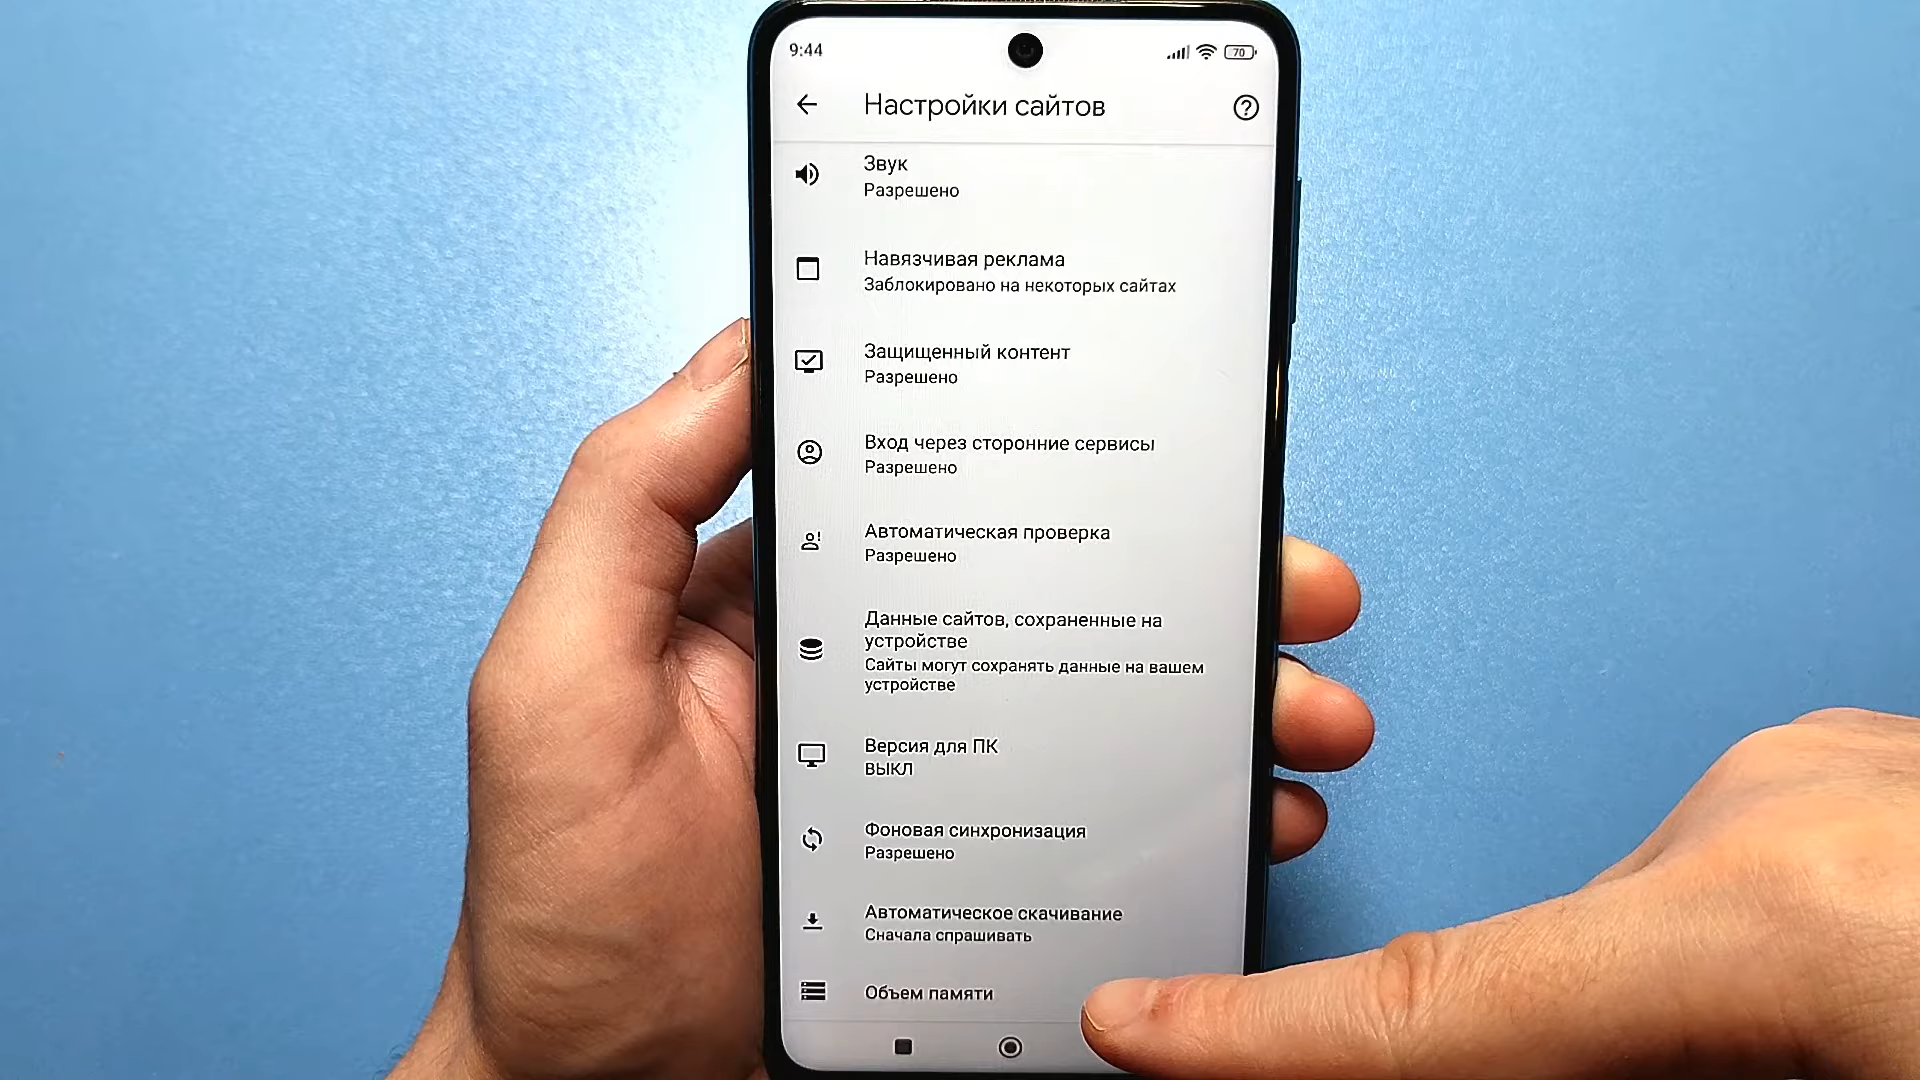 9:44
70
Настройки сайтов
Звук
Разрешено
Навязчивая реклама
Заблокировано на некоторых сайтах
Защищенный контент
Разрешено
Вход через сторонние сервисы
Разрешено
Автоматическая проверка
Разрешено
Данные сайтов, сохраненные на
устройстве
Сайты могут сохранять данные на вашем
устройстве
Версия для ПК
ВЫКЛ
Фоновая синхронизация
Разрешено
Автоматическое скачивание
Сначала спрашивать
Объем памяти